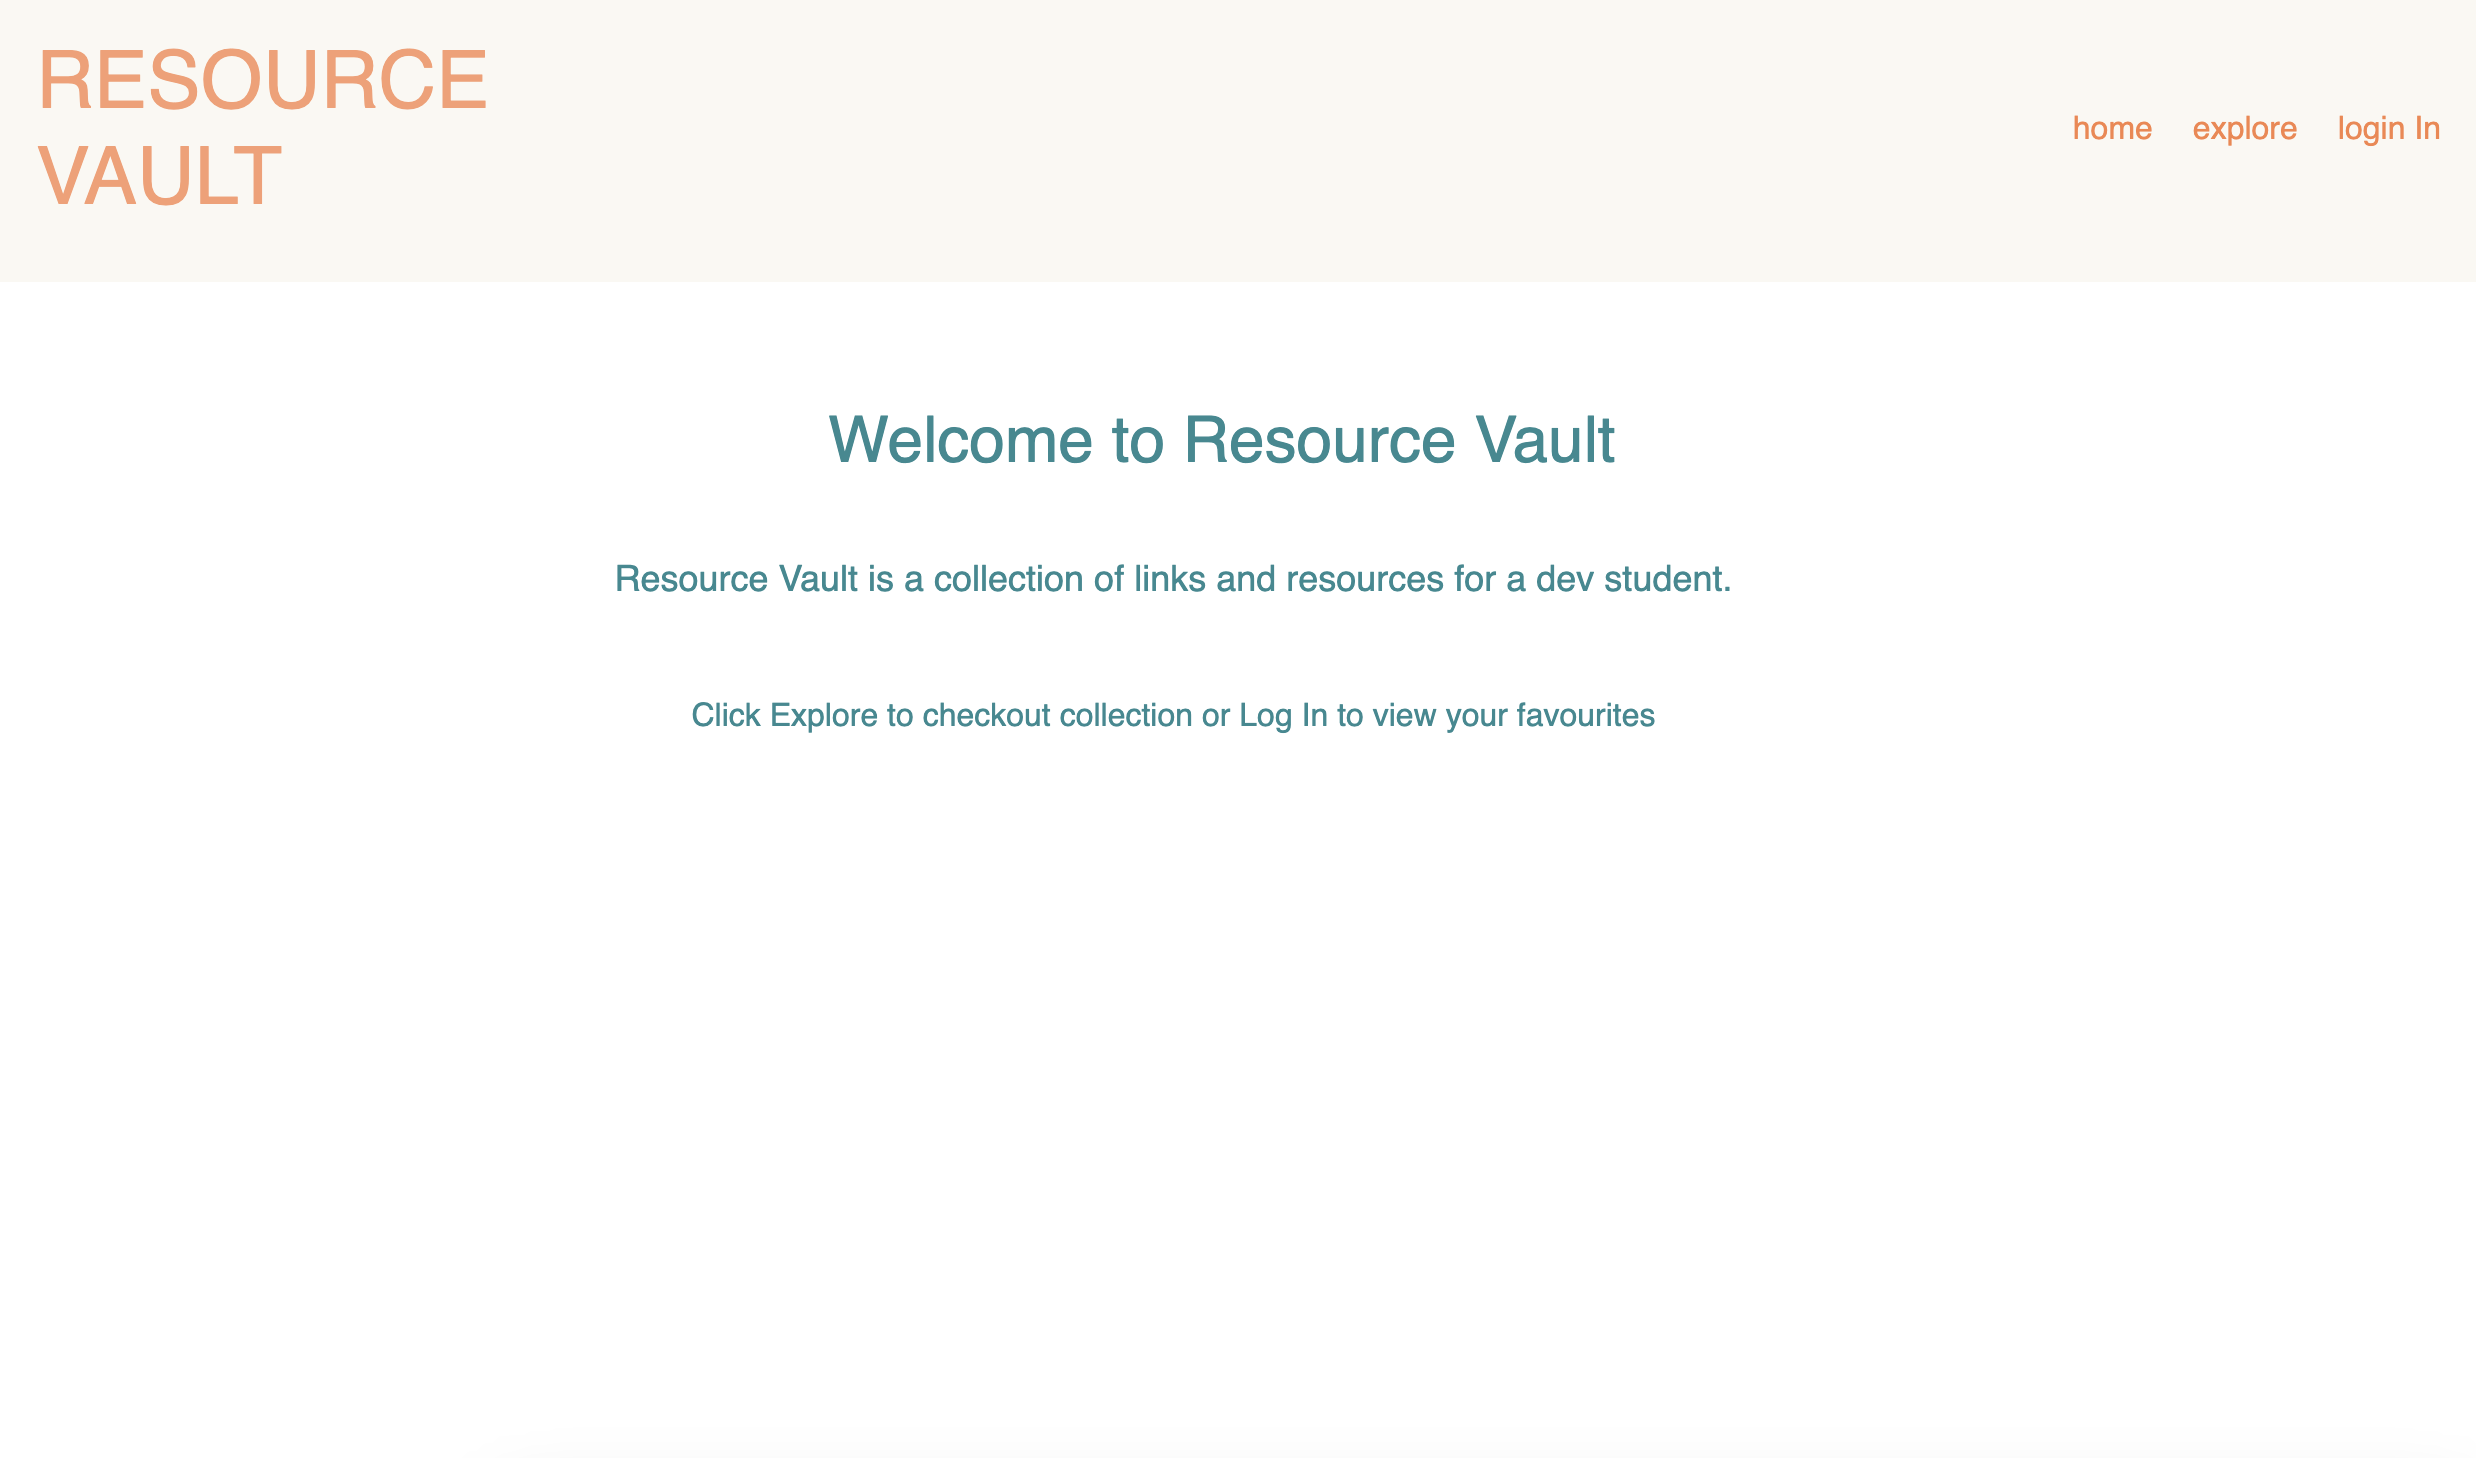 RESOURCE
VAULT
home explore login In
Welcome to Resource Vault
Resource Vault is a collection of links and resources for a dev student.
Click Explore to checkout collection or Log In to view your favourites